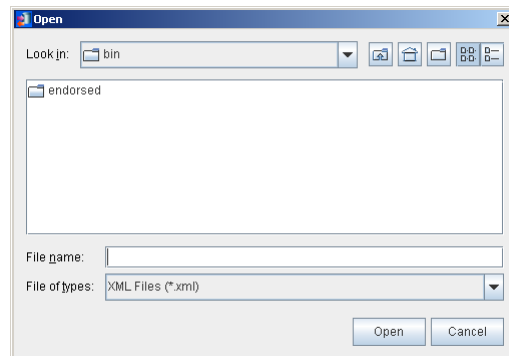 Open
Look in: bin
endorsed
File name:
File of types: XML Files (*.xml)
Open Cancel